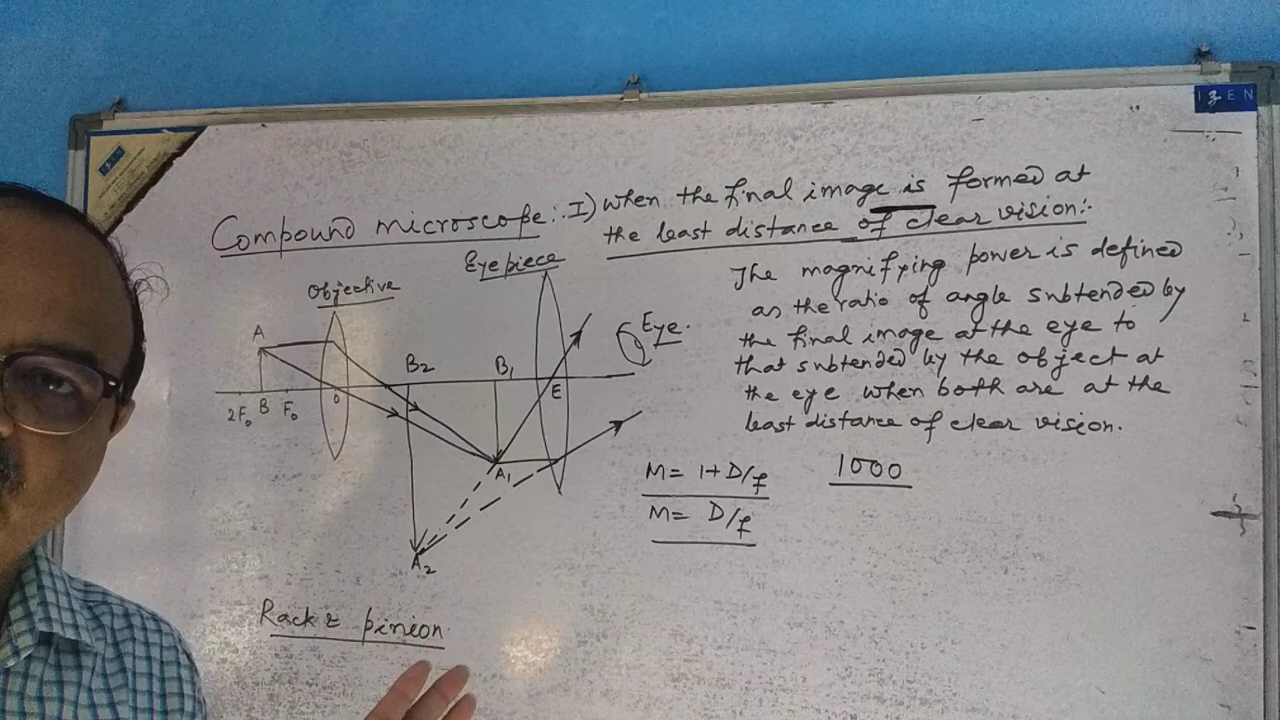 IZEN
Compound microscope:. I) when the final image is formed at
the least distance of clear vision:-
Objective
Eyepiece
Eye.
A
B₂
B₁
2F₀ B F₀
O
E
A₁
A₂
The magnifying power is defined
as the ratio of angle subtended by
the final image at the eye to
that subtended by the object at
the eye when both are at the
least distance of clear vision.
M= 1+D/f
1000
M= D/f
Rack & pinion